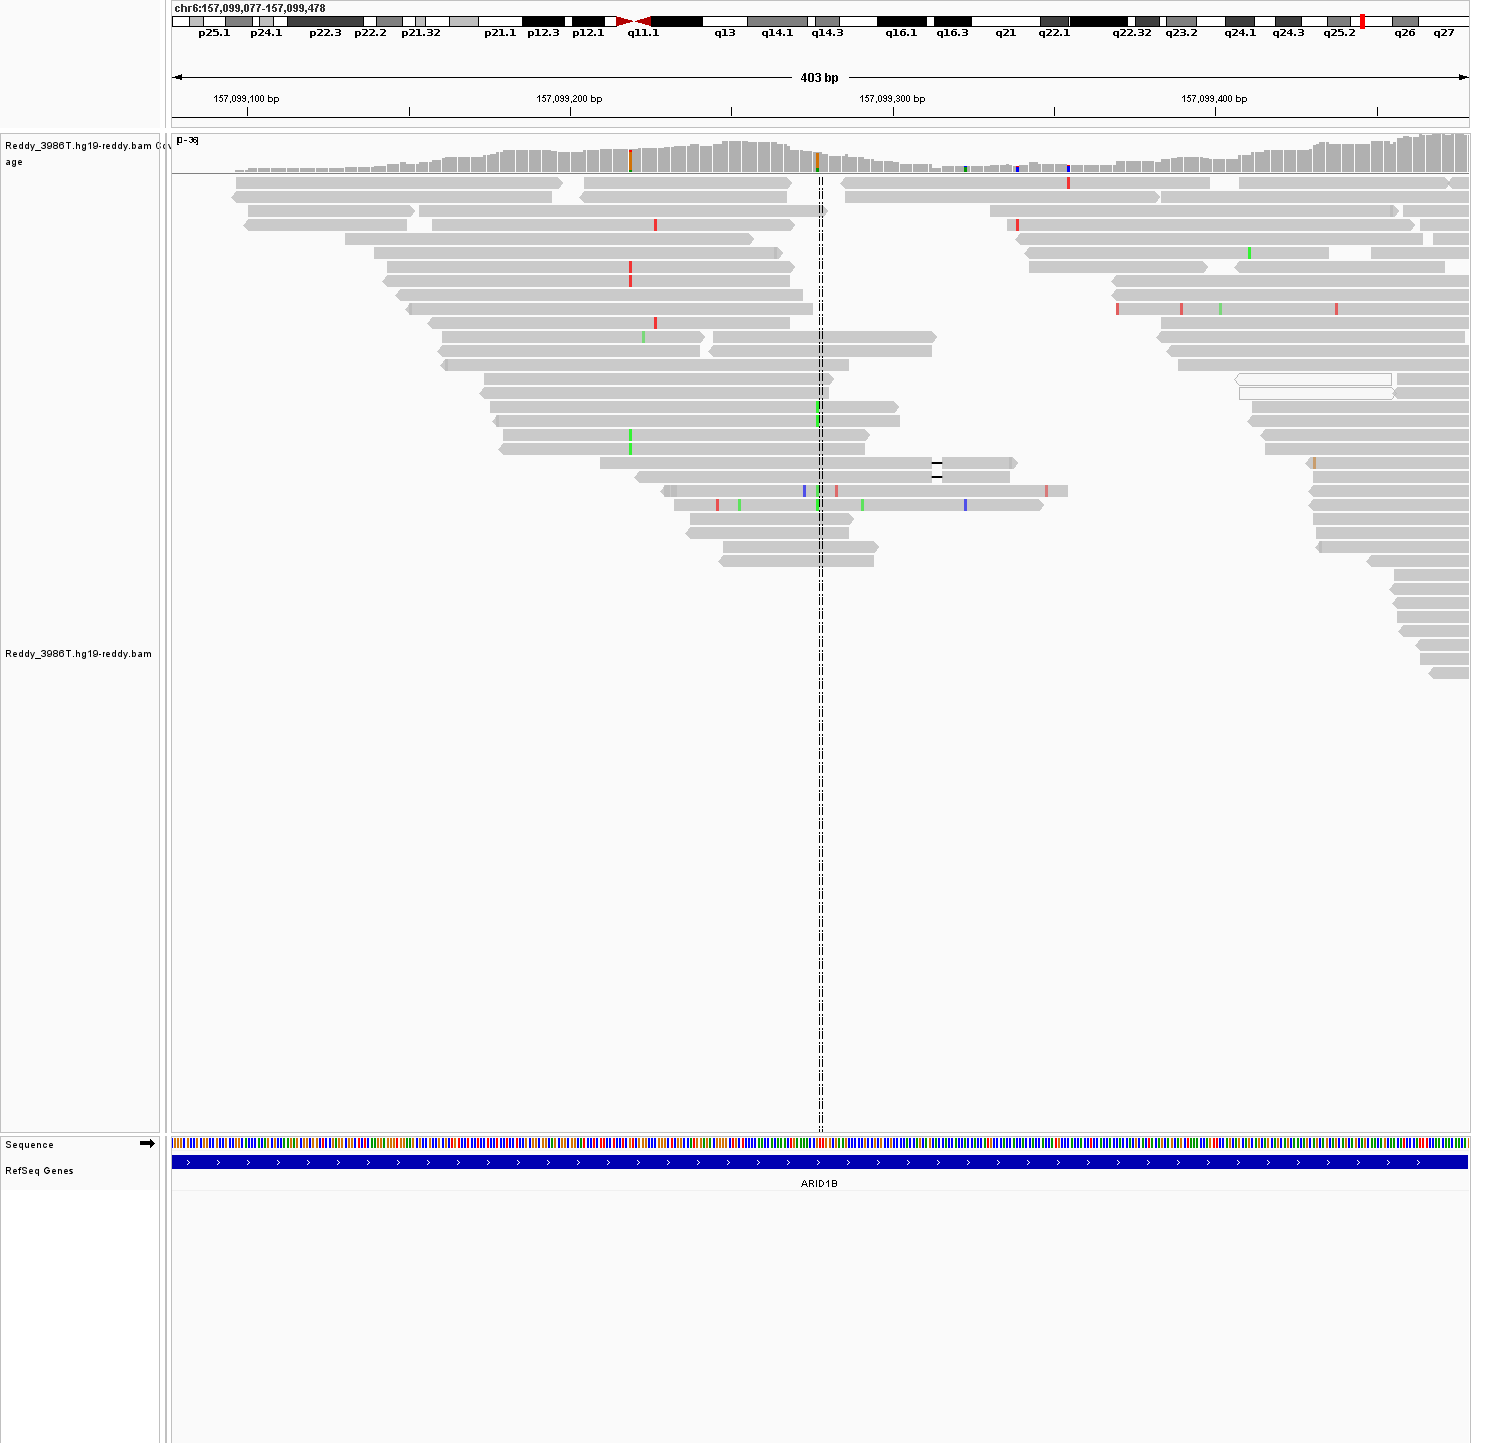 chr6:157,099,077-157,099,478
p25.1 p24.1 p22.3 p22.2 p21.32 p21.1 p12.3 p12.1 q11.1 q13 q14.1 q14.3 q16.1 q16.3 q21 q22.1 q22.32 q23.2 q24.1 q24.3 q25.2 q26 q27
403 bp
157,099,100 bp 157,099,200 bp 157,099,300 bp 157,099,400 bp
[0-36]
Reddy_3986T.hg19-reddy.bam Cov
age
Reddy_3986T.hg19-reddy.bam
Sequence
RefSeq Genes
ARID1B